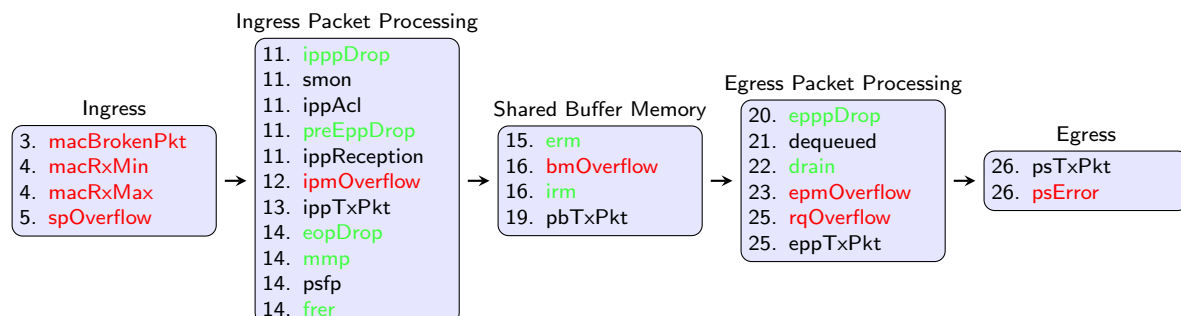 Ingress
3. macBrokenPkt
4. macRxMin
4. macRxMax
5. spOverflow
Ingress Packet Processing
11. ipppDrop
11. smon
11. ippAcl
11. preEppDrop
11. ippReception
12. ipmOverflow
13. ippTxPkt
14. eopDrop
14. mmp
14. psfp
14. frer
Shared Buffer Memory
15. erm
16. bmOverflow
16. irm
19. pbTxPkt
Egress Packet Processing
20. epppDrop
21. dequeued
22. drain
23. epmOverflow
25. rqOverflow
25. eppTxPkt
Egress
26. psTxPkt
26. psError